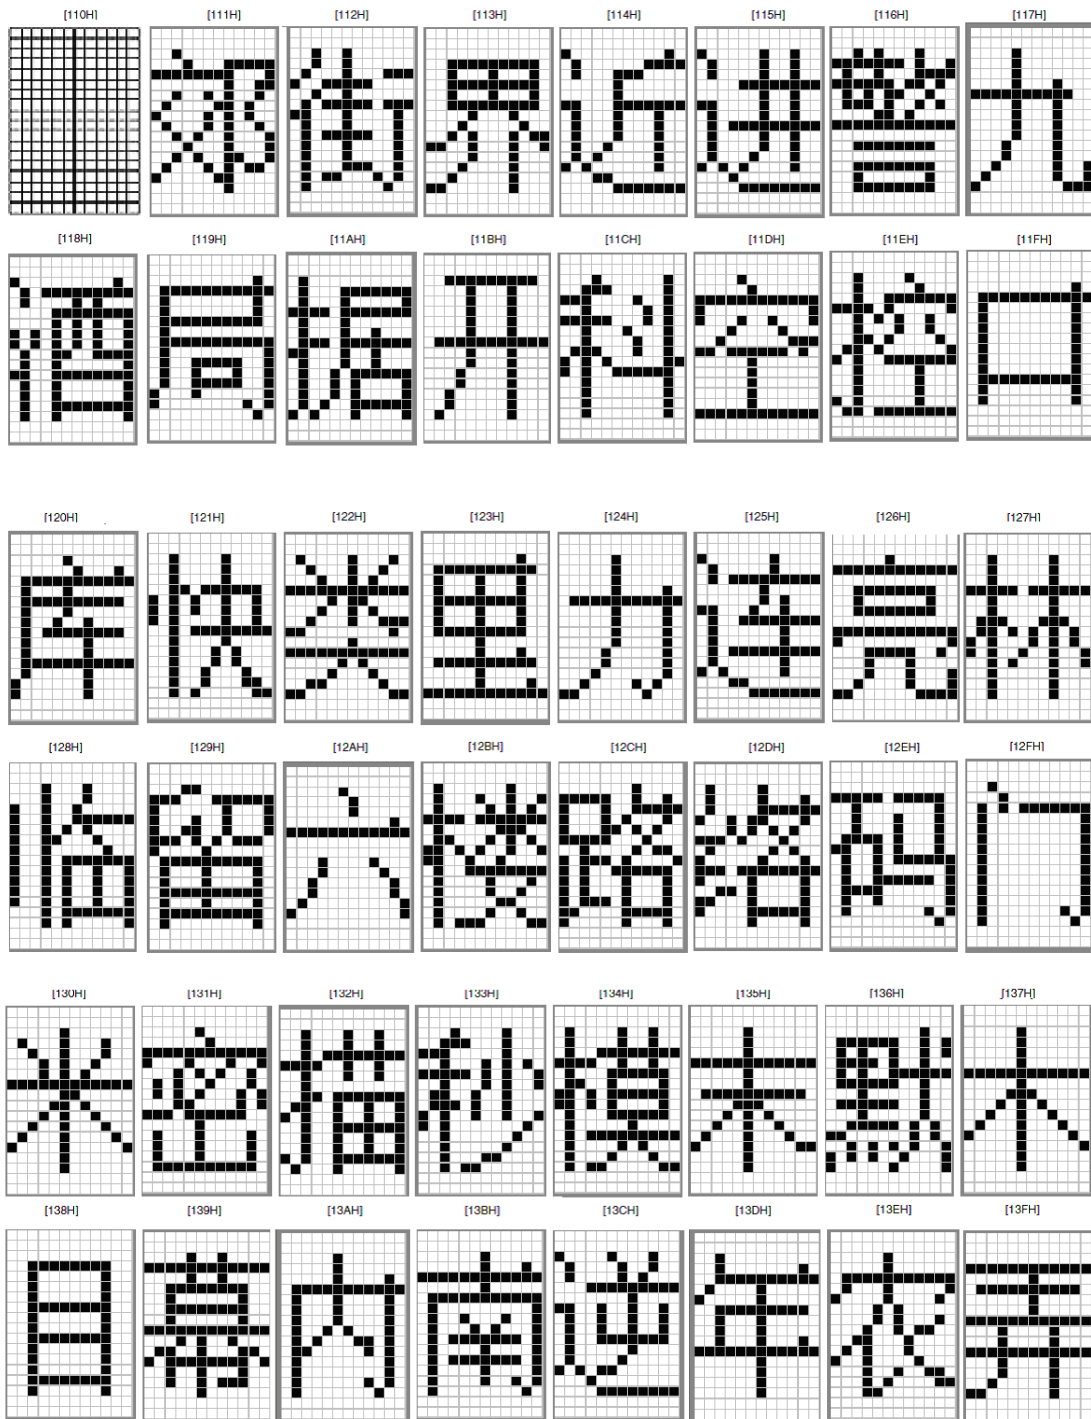 [110H] [111H] [112H] [113H] [114H] [115H] [116H] [117H]
郊 街 界 近 进 警 九
[118H] [119H] [11AH] [11BH] [11CH] [11DH] [11EH] [11FH]
酒 局 据 开 科 空 控 口
[120H] [121H] [122H] [123H] [124H] [125H] [126H] [127H]
库 快 类 里 力 连 亮 林
[128H] [129H] [12AH] [12BH] [12CH] [12DH] [12EH] [12FH]
临 留 六 楼 路 落 码 门
[130H] [131H] [132H] [133H] [134H] [135H] [136H] [137H]
米 密 描 秒 模 末 默 木
[138H] [139H] [13AH] [13BH] [13CH] [13DH] [13EH] [13FH]
目 幕 内 南 逆 年 农 弄